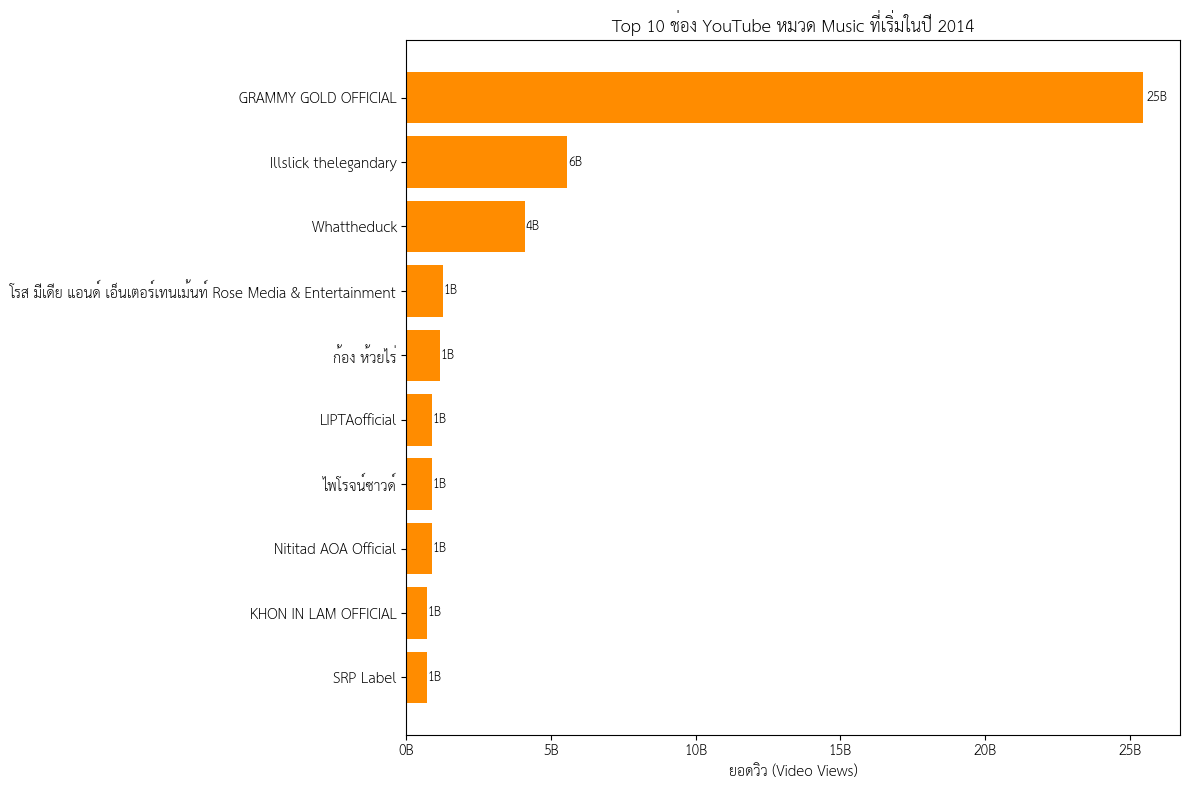 Top 10 ช่อง YouTube หมวด Music ที่เริ่มในปี 2014
GRAMMY GOLD OFFICIAL 25B
Illslick thelegandary 6B
Whattheduck 4B
โรส มีเดีย แอนด์ เอ็นเตอร์เทนเม้นท์ Rose Media & Entertainment 1B
ก้อง ห้วยไร่ 1B
LIPTAofficial 1B
ไพโรจน์ซาวด์ 1B
Nititad AOA Official 1B
KHON IN LAM OFFICIAL 1B
SRP Label 1B
0B 5B 10B 15B 20B 25B
ยอดวิว (Video Views)